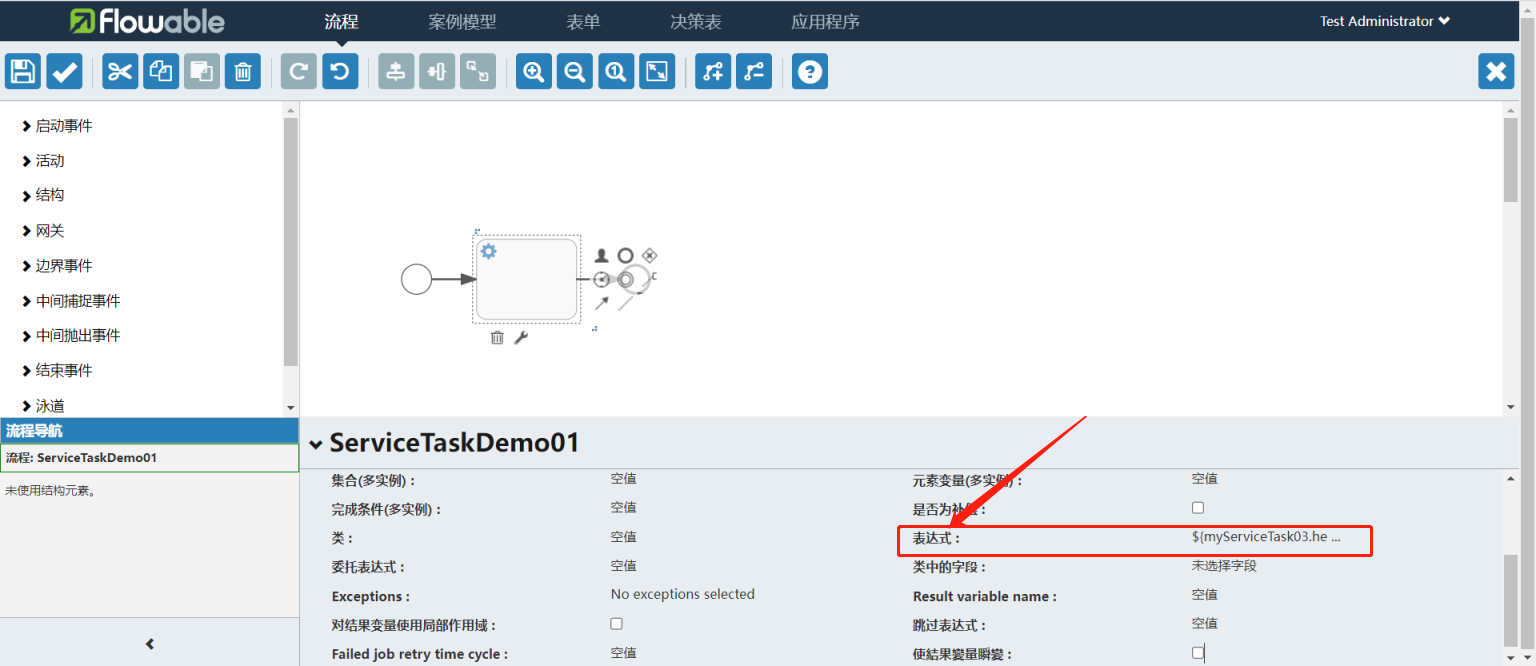 flowable 流程 案例模型 表单 决策表 应用程序 Test Administrator
启动事件
活动
结构
网关
边界事件
中间捕捉事件
中间抛出事件
结束事件
泳道
流程导航
流程: ServiceTaskDemo01
未使用结构元素。
ServiceTaskDemo01
集合(多实例) : 空值 元素变量(多实例) : 空值
完成条件(多实例) : 空值 是否为补偿 :
类 : 空值 表达式 : ${myServiceTask03.he ...
委托表达式 : 空值 类中的字段 : 未选择字段
Exceptions : No exceptions selected Result variable name : 空值
对结果变量使用局部作用域 : 跳过表达式 : 空值
Failed job retry time cycle : 空值 使結果變量瞬變 :